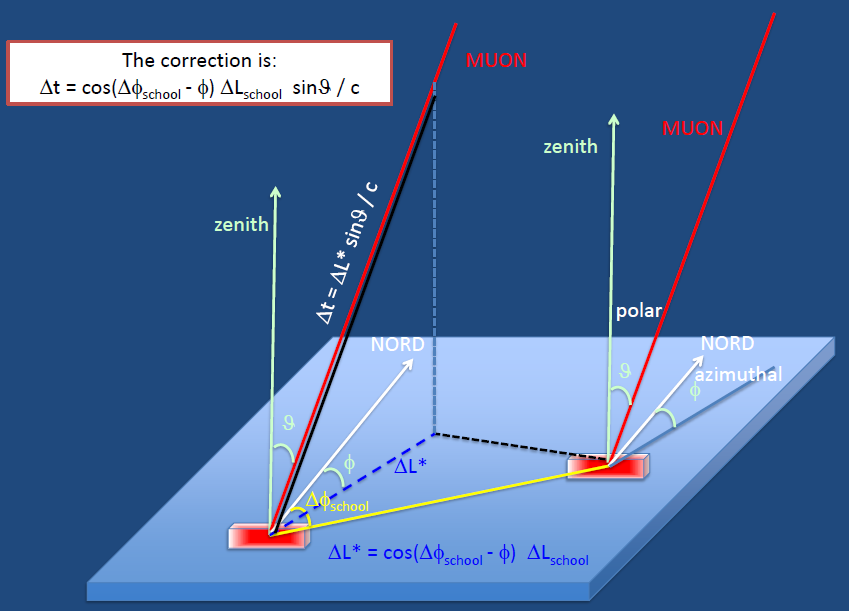 The correction is:
Δt = cos(Δϕschool - ϕ) ΔLschool sinϑ / c
MUON
MUON
zenith
zenith
Δt = ΔL* sinϑ / c
polar
NORD
NORD
ϑ
azimuthal
ϕ
ϑ
ϕ
ΔL*
Δϕschool
ΔL* = cos(Δϕschool - ϕ) ΔLschool